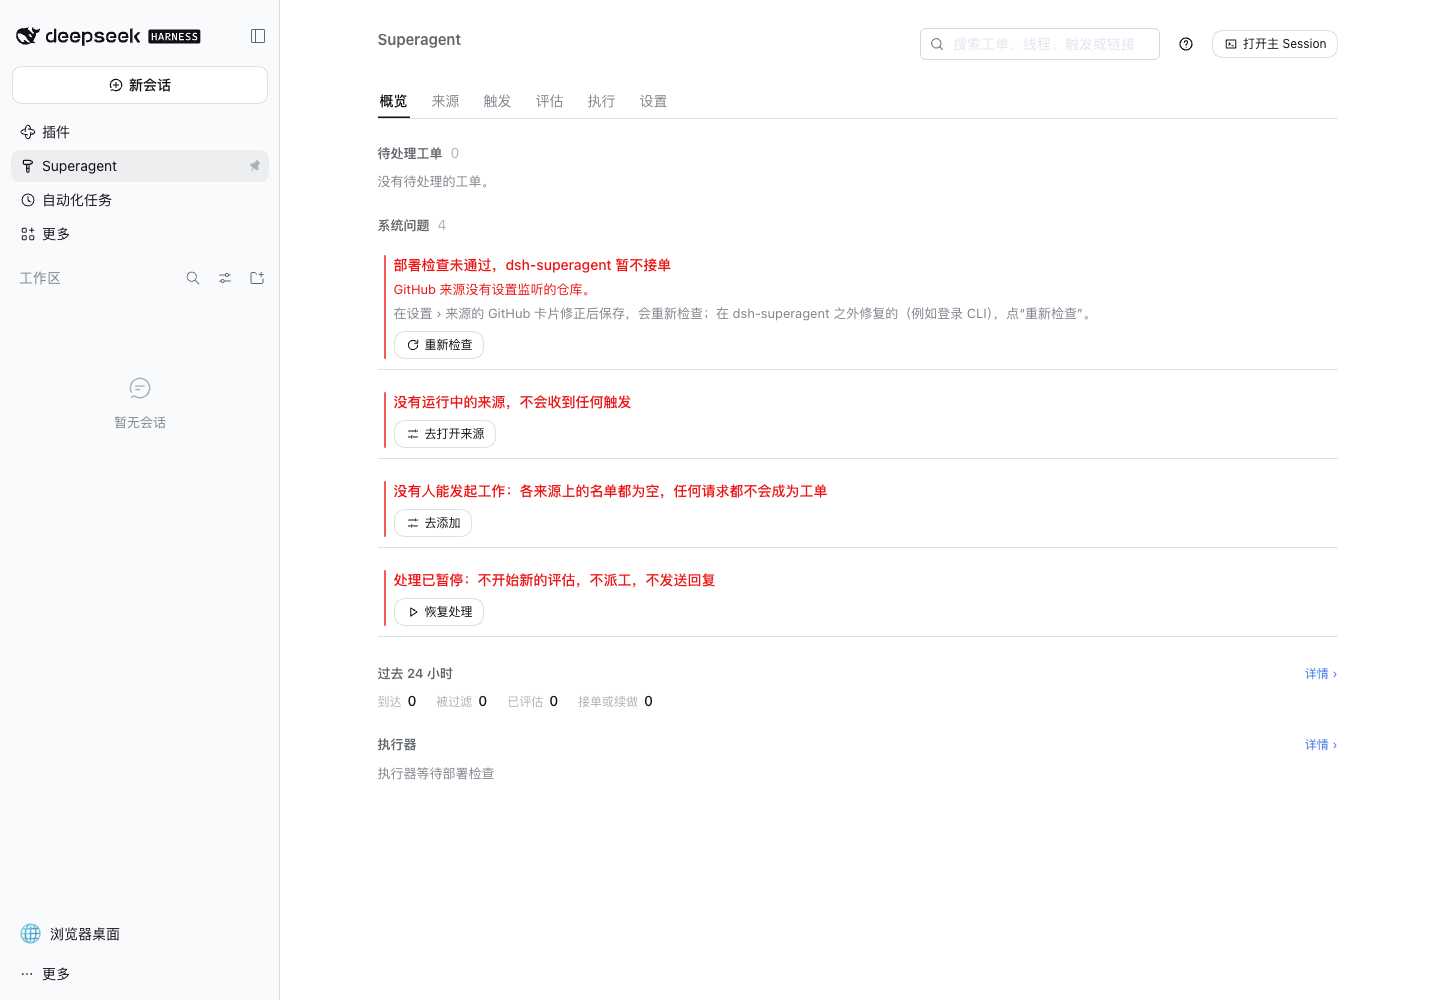 deepseek HARNESS
新会话
插件
Superagent
自动化任务
更多
工作区
暂无会话
浏览器桌面
更多
Superagent
搜索工单、线程、触发或链接
打开主 Session
概览 来源 触发 评估 执行 设置
待处理工单 0
没有待处理的工单。
系统问题 4
部署检查未通过，dsh-superagent 暂不接单
GitHub 来源没有设置监听的仓库。
在设置 › 来源的 GitHub 卡片修正后保存，会重新检查；在 dsh-superagent 之外修复的（例如登录 CLI），点“重新检查”。
重新检查
没有运行中的来源，不会收到任何触发
去打开来源
没有人能发起工作：各来源上的名单都为空，任何请求都不会成为工单
去添加
处理已暂停：不开始新的评估，不派工，不发送回复
恢复处理
过去 24 小时 详情 ›
到达 0 被过滤 0 已评估 0 接单或续做 0
执行器 详情 ›
执行器等待部署检查